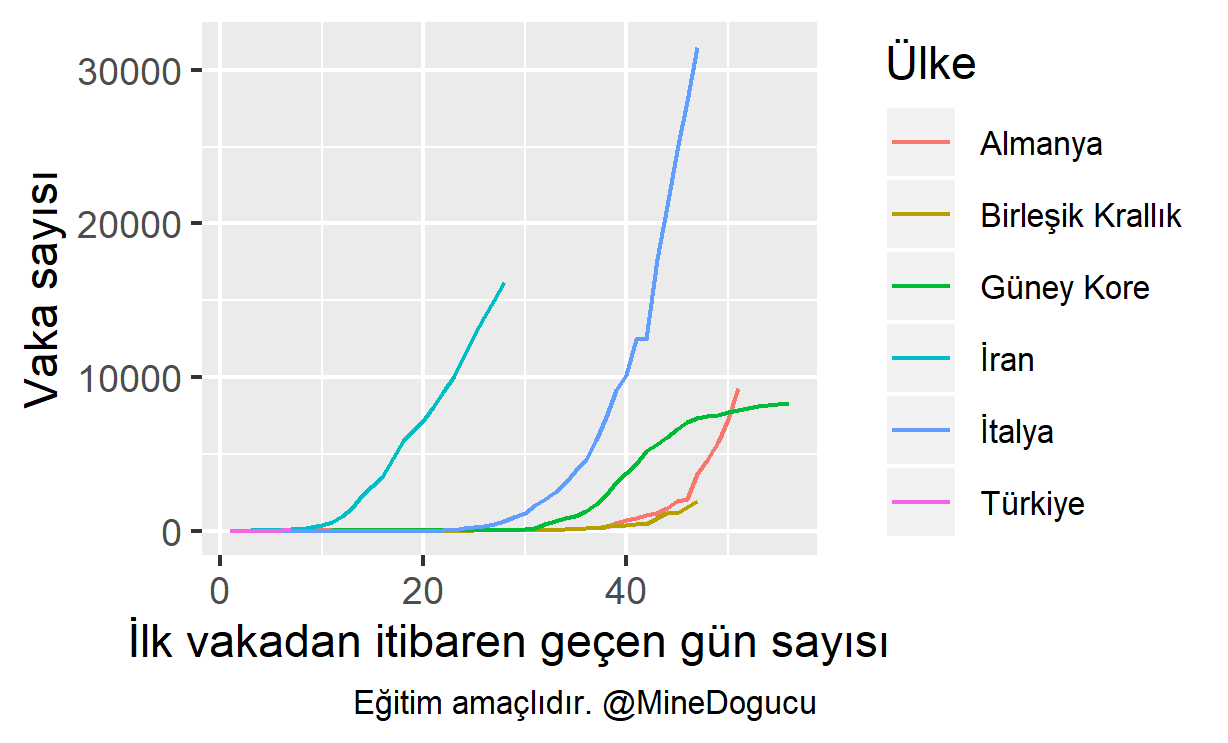 Ülke
Almanya
Birleşik Krallık
Güney Kore
İran
İtalya
Türkiye
Vaka sayısı
30000
20000
10000
0
0 20 40
İlk vakadan itibaren geçen gün sayısı
Eğitim amaçlıdır. @MineDogucu